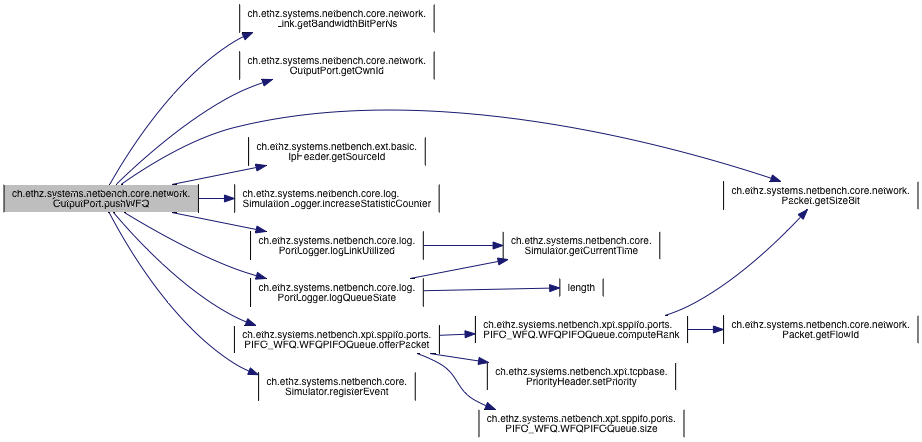 ch.ethz.systems.netbench.core.network.
Link.getBandwidthBitPerNs
ch.ethz.systems.netbench.core.network.
OutputPort.getOwnId
ch.ethz.systems.netbench.ext.basic.
IpHeader.getSourceId
ch.ethz.systems.netbench.core.network.
OutputPort.pushWFQ
ch.ethz.systems.netbench.core.log.
SimulationLogger.increaseStatisticCounter
ch.ethz.systems.netbench.core.network.
Packet.getSizeBit
ch.ethz.systems.netbench.core.log.
PortLogger.logLinkUtilized
ch.ethz.systems.netbench.core.
Simulator.getCurrentTime
ch.ethz.systems.netbench.core.log.
PortLogger.logQueueState
length
ch.ethz.systems.netbench.xpt.sppifo.ports.
PIFO_WFQ.WFQPIFOQueue.offerPacket
ch.ethz.systems.netbench.xpt.sppifo.ports.
PIFO_WFQ.WFQPIFOQueue.computeRank
ch.ethz.systems.netbench.core.network.
Packet.getFlowId
ch.ethz.systems.netbench.core.
Simulator.registerEvent
ch.ethz.systems.netbench.xpt.tcpbase.
PriorityHeader.setPriority
ch.ethz.systems.netbench.xpt.sppifo.ports.
PIFO_WFQ.WFQPIFOQueue.size